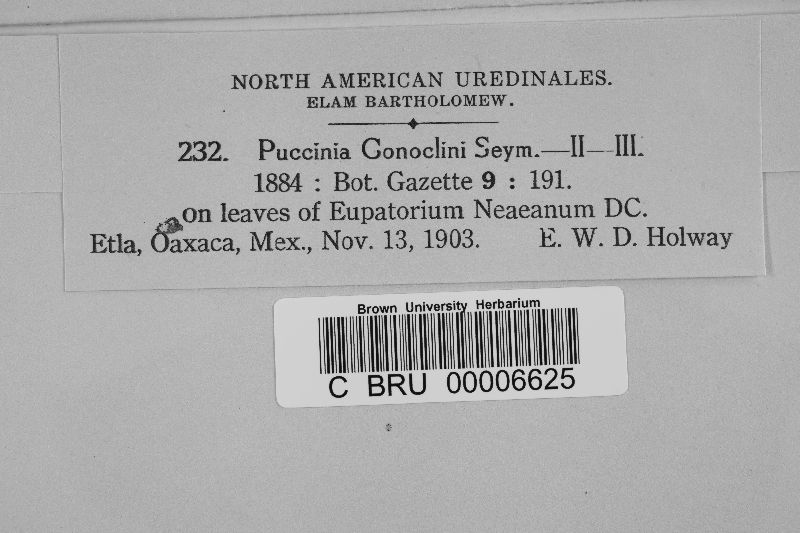 NORTH AMERICAN UREDINALES.
ELAM BARTHOLOMEW.
232. Puccinia Conoclini Seym.—II—III.
1884 : Bot. Gazette 9 : 191.
on leaves of Eupatorium Neaeanum DC.
Etla, Oaxaca, Mex., Nov. 13, 1903. E. W. D. Holway
Brown University Herbarium
C BRU 00006625